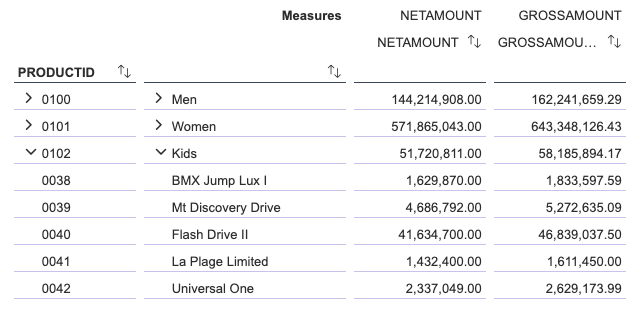 Measures NETAMOUNT GROSSAMOUNT
NETAMOUNT GROSSAMOU...
PRODUCTID
0100 Men 144,214,908.00 162,241,659.29
0101 Women 571,865,043.00 643,348,126.43
0102 Kids 51,720,811.00 58,185,894.17
0038 BMX Jump Lux I 1,629,870.00 1,833,597.59
0039 Mt Discovery Drive 4,686,792.00 5,272,635.09
0040 Flash Drive II 41,634,700.00 46,839,037.50
0041 La Plage Limited 1,432,400.00 1,611,450.00
0042 Universal One 2,337,049.00 2,629,173.99